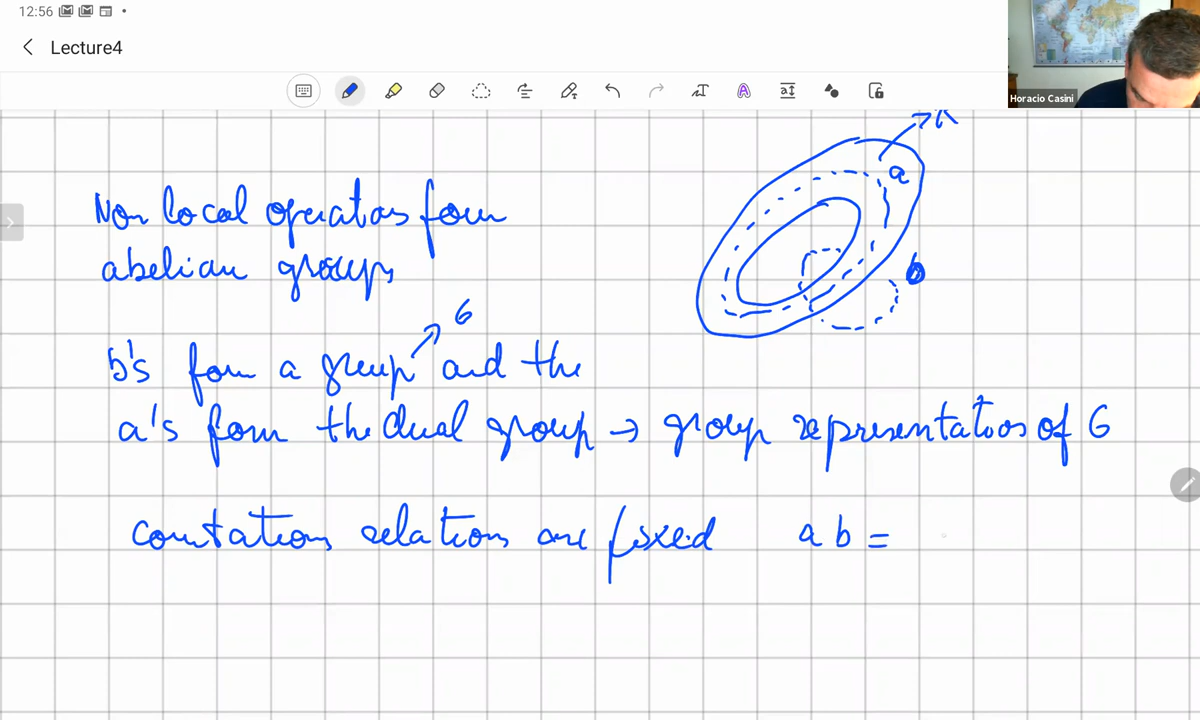 12:56
Lecture4
Horacio Casini
Non local operators form
abelian groups
a
b
G
b's form a group and the
a's form the dual group → group representations of G
comutation relations are fixed a b =